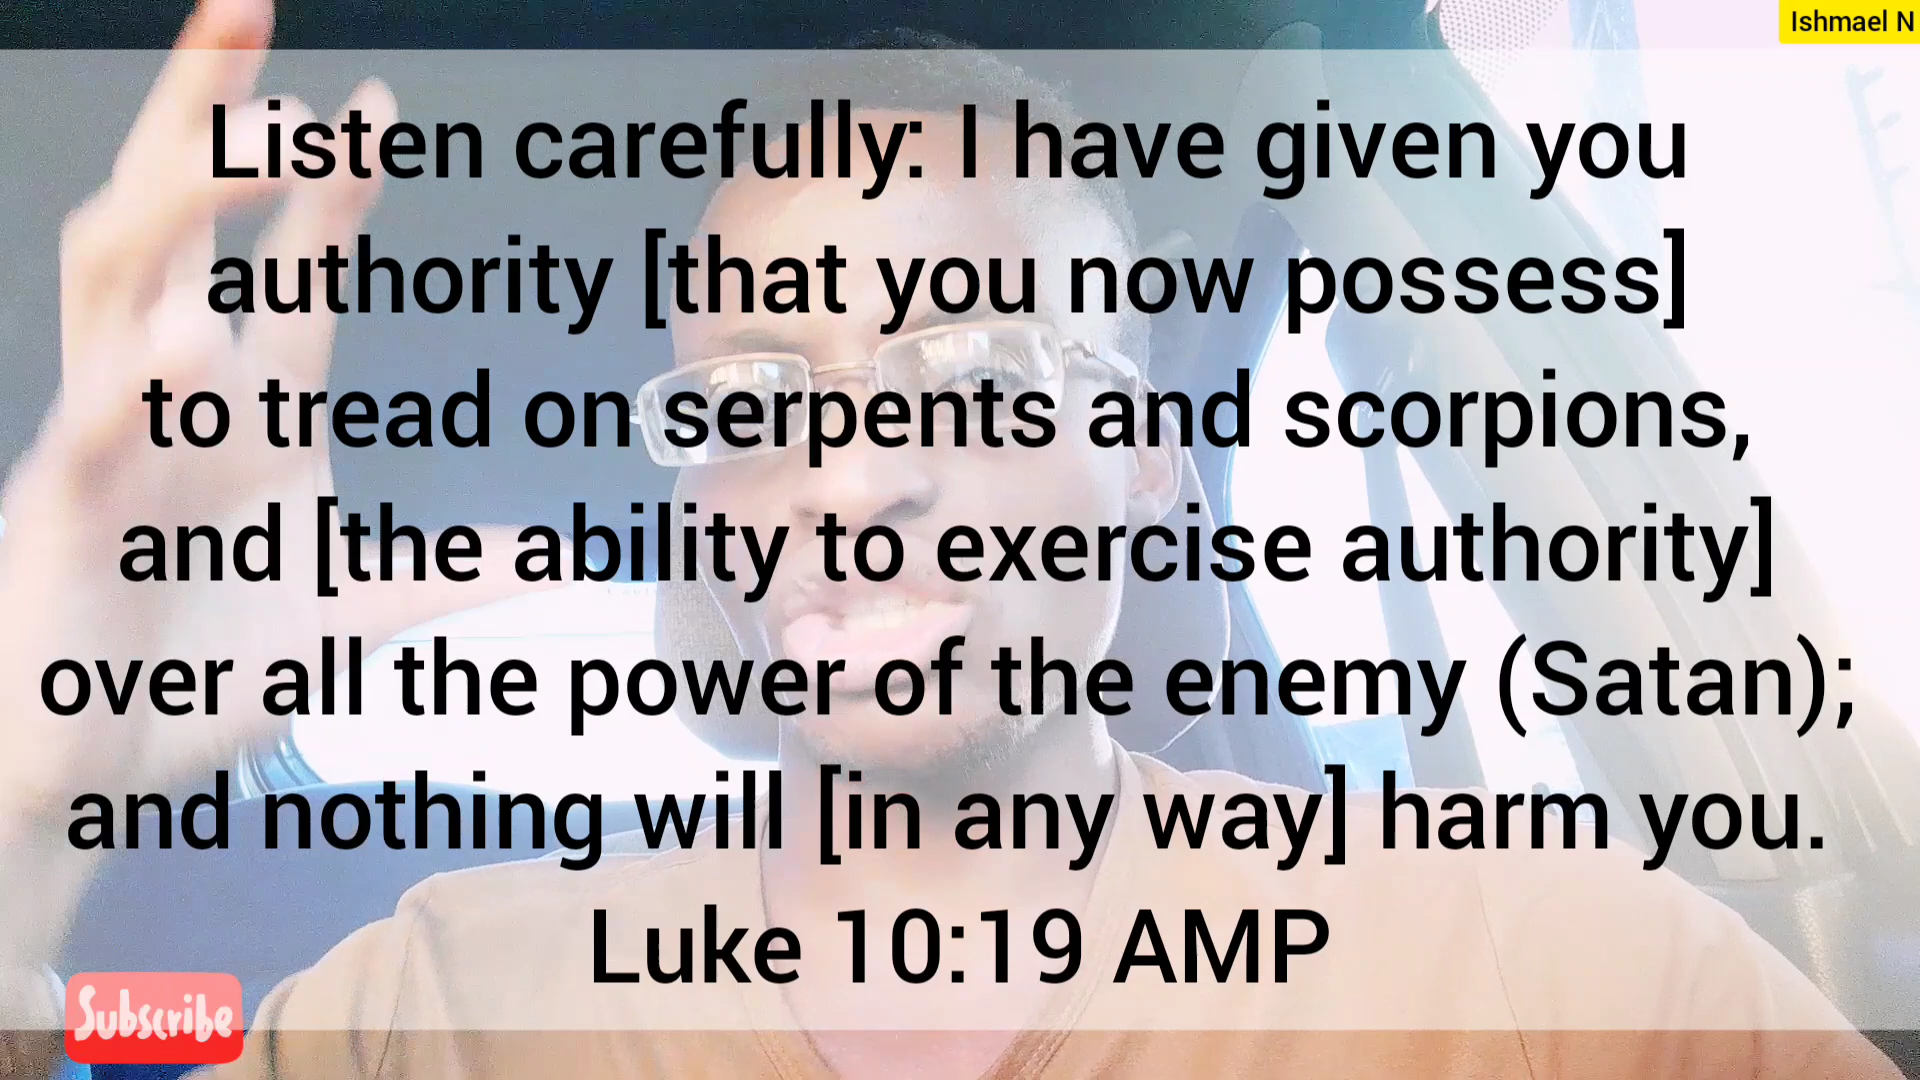 Ishmael N
Listen carefully: I have given you
authority [that you now possess]
to tread on serpents and scorpions,
and [the ability to exercise authority]
over all the power of the enemy (Satan);
and nothing will [in any way] harm you.
Luke 10:19 AMP
Subscribe